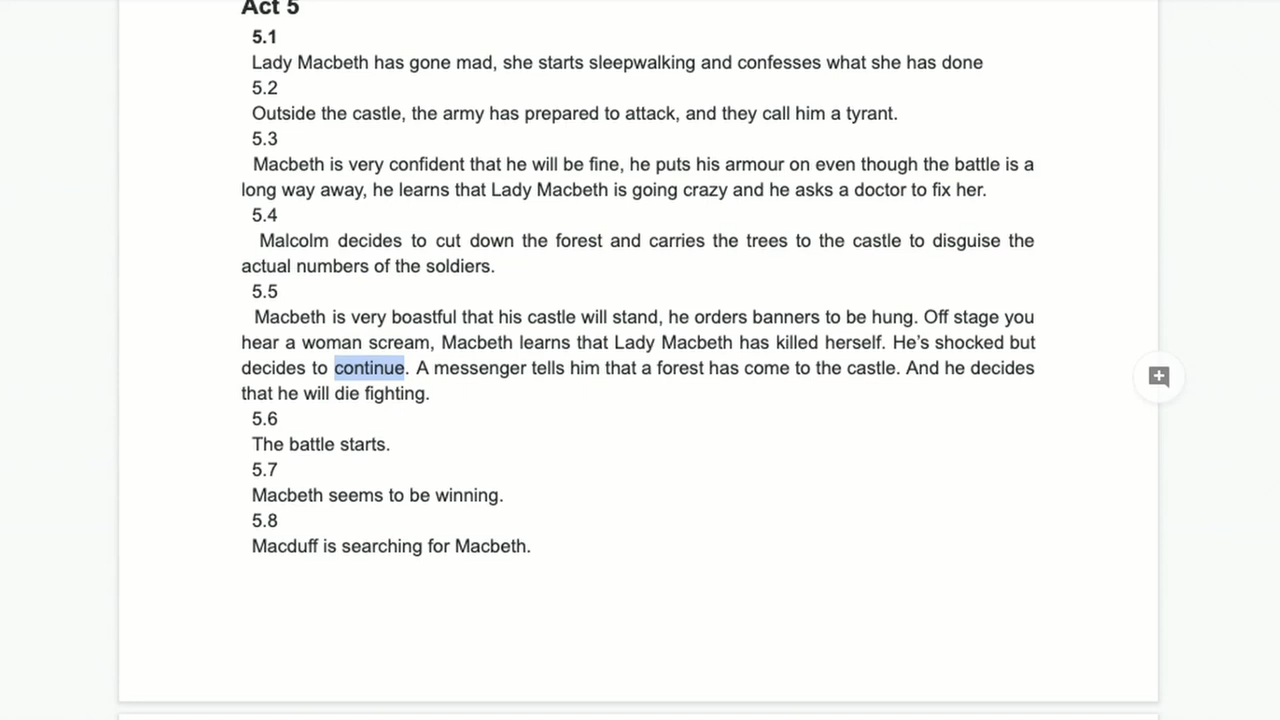 Act 5
5.1
Lady Macbeth has gone mad, she starts sleepwalking and confesses what she has done
5.2
Outside the castle, the army has prepared to attack, and they call him a tyrant.
5.3
Macbeth is very confident that he will be fine, he puts his armour on even though the battle is a
long way away, he learns that Lady Macbeth is going crazy and he asks a doctor to fix her.
5.4
Malcolm decides to cut down the forest and carries the trees to the castle to disguise the
actual numbers of the soldiers.
5.5
Macbeth is very boastful that his castle will stand, he orders banners to be hung. Off stage you
hear a woman scream, Macbeth learns that Lady Macbeth has killed herself. He’s shocked but
decides to continue. A messenger tells him that a forest has come to the castle. And he decides
that he will die fighting.
5.6
The battle starts.
5.7
Macbeth seems to be winning.
5.8
Macduff is searching for Macbeth.